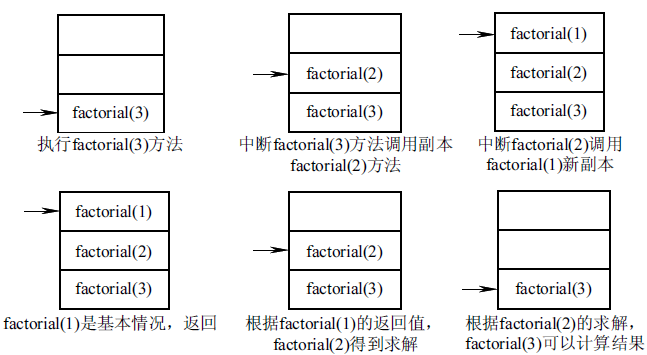 factorial(3)
执行factorial(3)方法
factorial(2)
factorial(3)
中断factorial(3)方法调用副本
factorial(2)方法
factorial(1)
factorial(2)
factorial(3)
中断factorial(2)调用
factorial(1)新副本
factorial(1)
factorial(2)
factorial(3)
factorial(1)是基本情况，返回
factorial(2)
factorial(3)
根据factorial(1)的返回值，
factorial(2)得到求解
factorial(3)
根据factorial(2)的求解，
factorial(3)可以计算结果